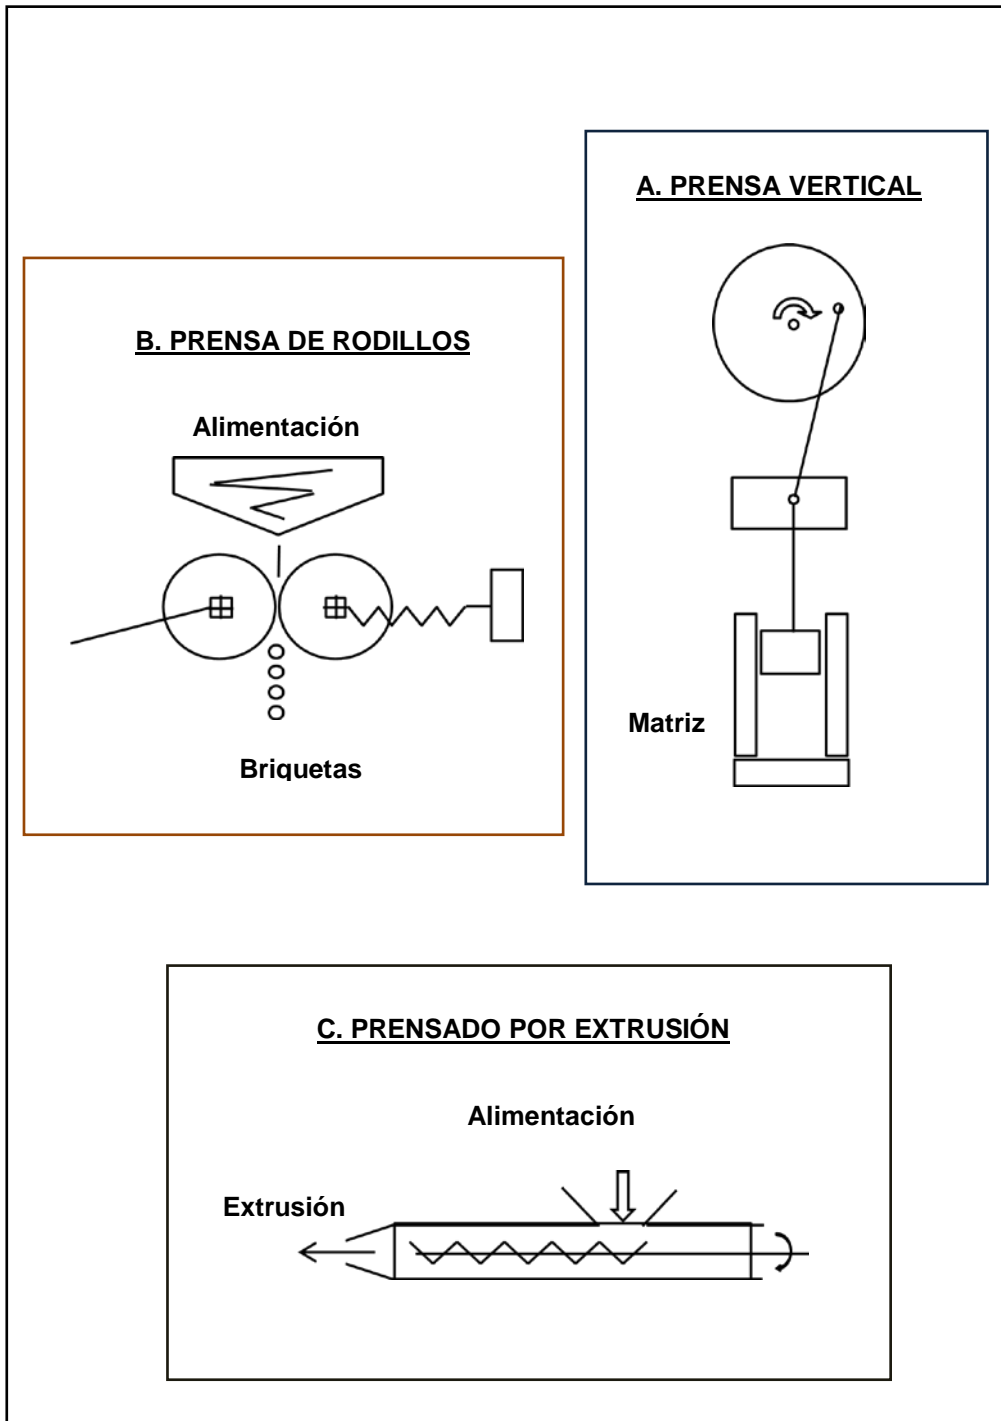 A. PRENSA VERTICAL
Matriz
B. PRENSA DE RODILLOS
Alimentación
Briquetas
C. PRENSADO POR EXTRUSIÓN
Alimentación
Extrusión